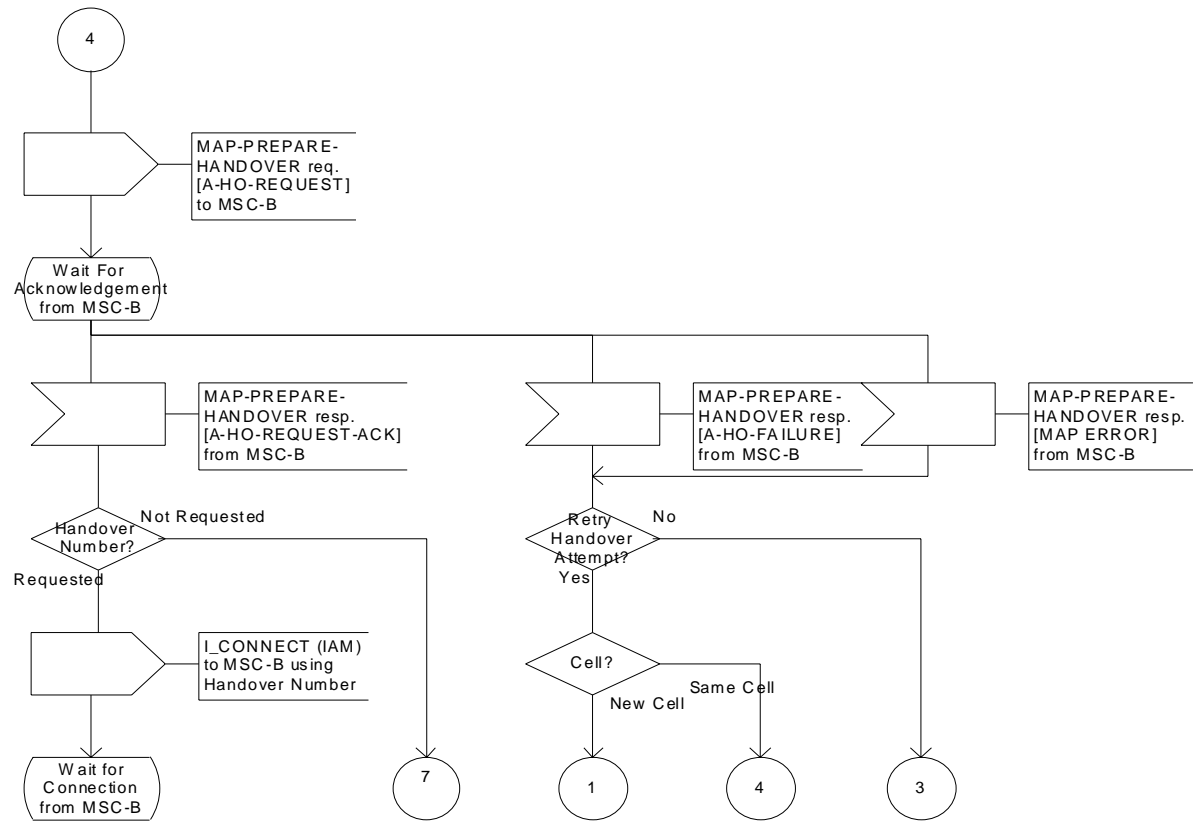 4
MAP-PREPARE-
HANDOVER req.
[A-HO-REQUEST]
to MSC-B
Wait For
Acknowledgement
from MSC-B
MAP-PREPARE-
HANDOVER resp.
[A-HO-REQUEST-ACK]
from MSC-B
MAP-PREPARE-
HANDOVER resp.
[A-HO-FAILURE]
from MSC-B
MAP-PREPARE-
HANDOVER resp.
[MAP ERROR]
from MSC-B
Handover
Number?
Not Requested
Requested
Retry
Handover
Attempt?
No
Yes
I_CONNECT (IAM)
to MSC-B using
Handover Number
Cell?
Same Cell
New Cell
Wait for
Connection
from MSC-B
7
1
4
3